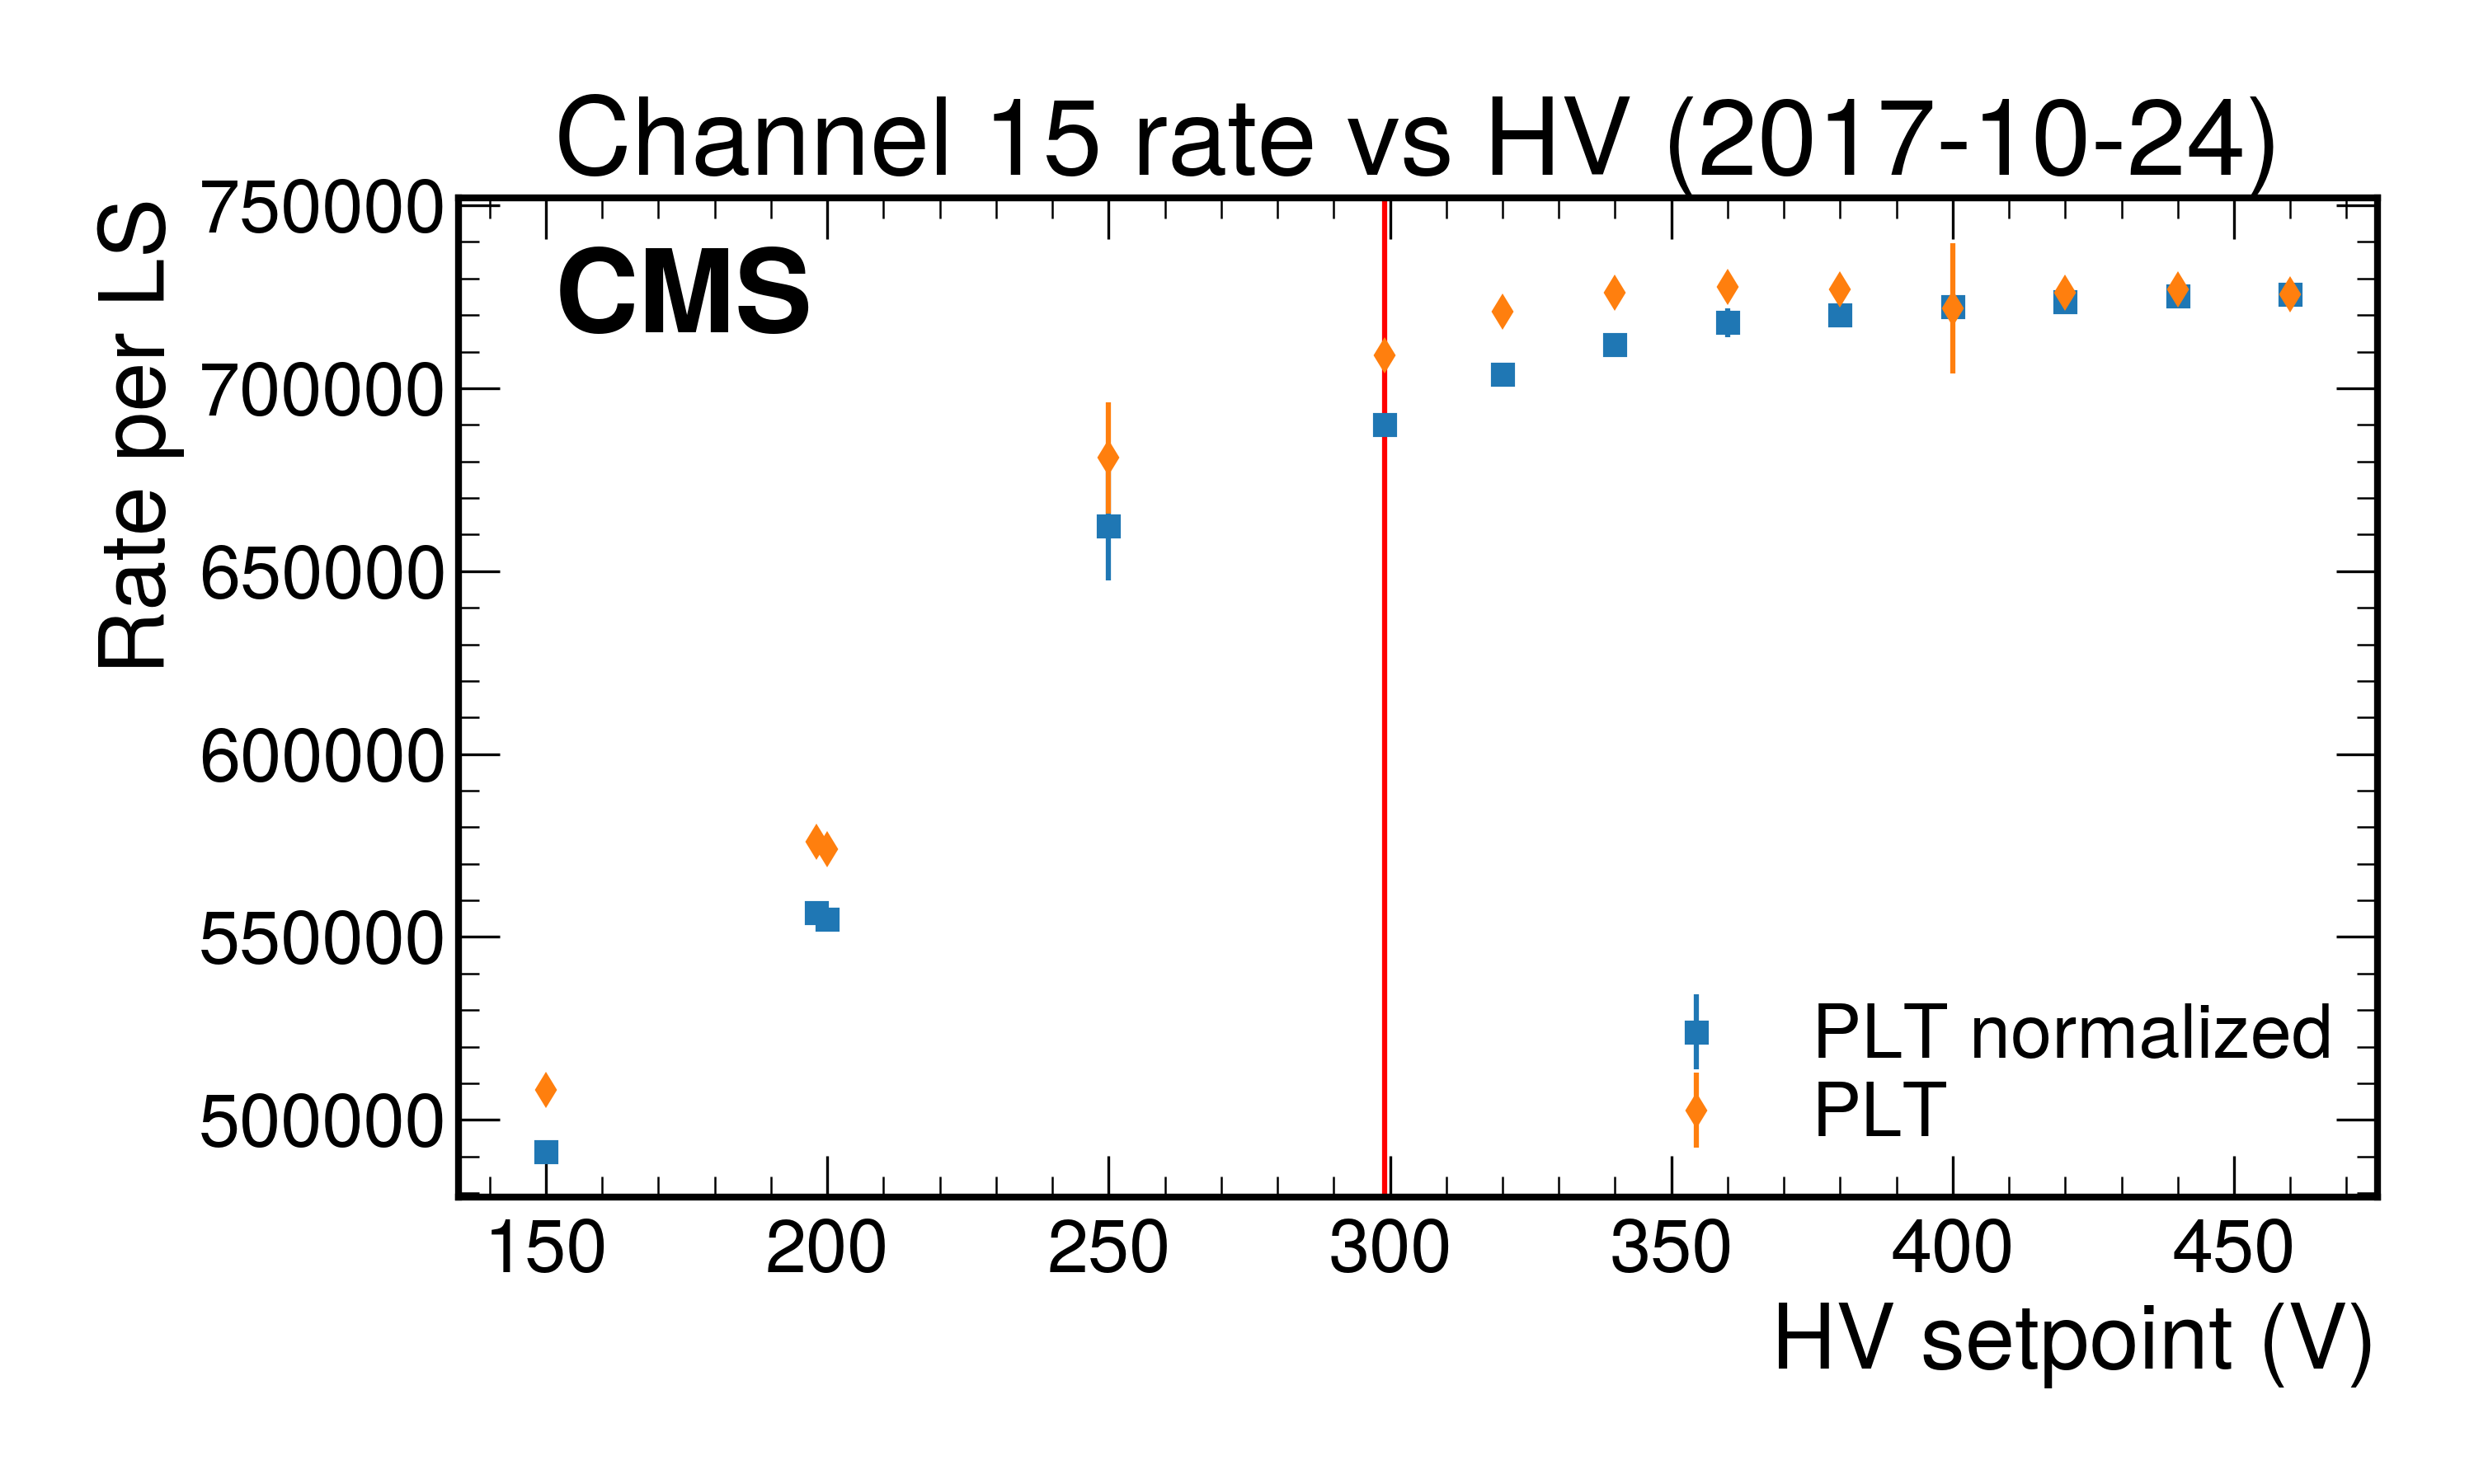 Channel 15 rate vs HV (2017-10-24)
CMS
Rate per LS
750000
700000
650000
600000
550000
500000
PLT normalized
PLT
150 200 250 300 350 400 450
HV setpoint (V)